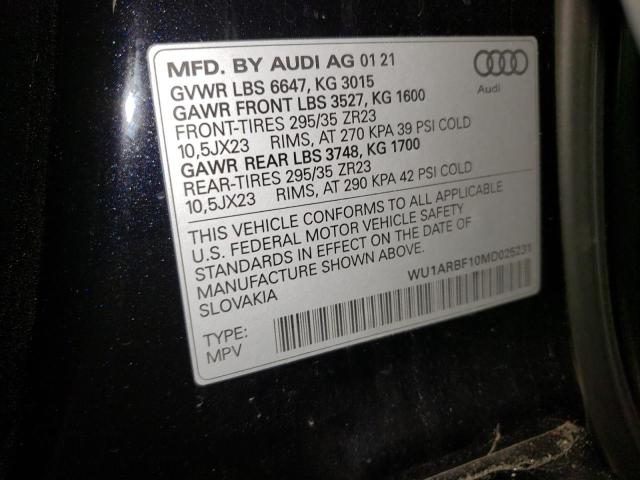 MFD. BY AUDI AG 01 21
GVWR LBS 6647, KG 3015
GAWR FRONT LBS 3527, KG 1600
FRONT-TIRES 295/35 ZR23
10,5JX23 RIMS, AT 270 KPA 39 PSI COLD
GAWR REAR LBS 3748, KG 1700
REAR-TIRES 295/35 ZR23
10,5JX23 RIMS, AT 290 KPA 42 PSI COLD
Audi
THIS VEHICLE CONFORMS TO ALL APPLICABLE
U.S. FEDERAL MOTOR VEHICLE SAFETY
STANDARDS IN EFFECT ON THE DATE OF
MANUFACTURE SHOWN ABOVE.
SLOVAKIA
WU1ARBF10MD025231
TYPE:
MPV